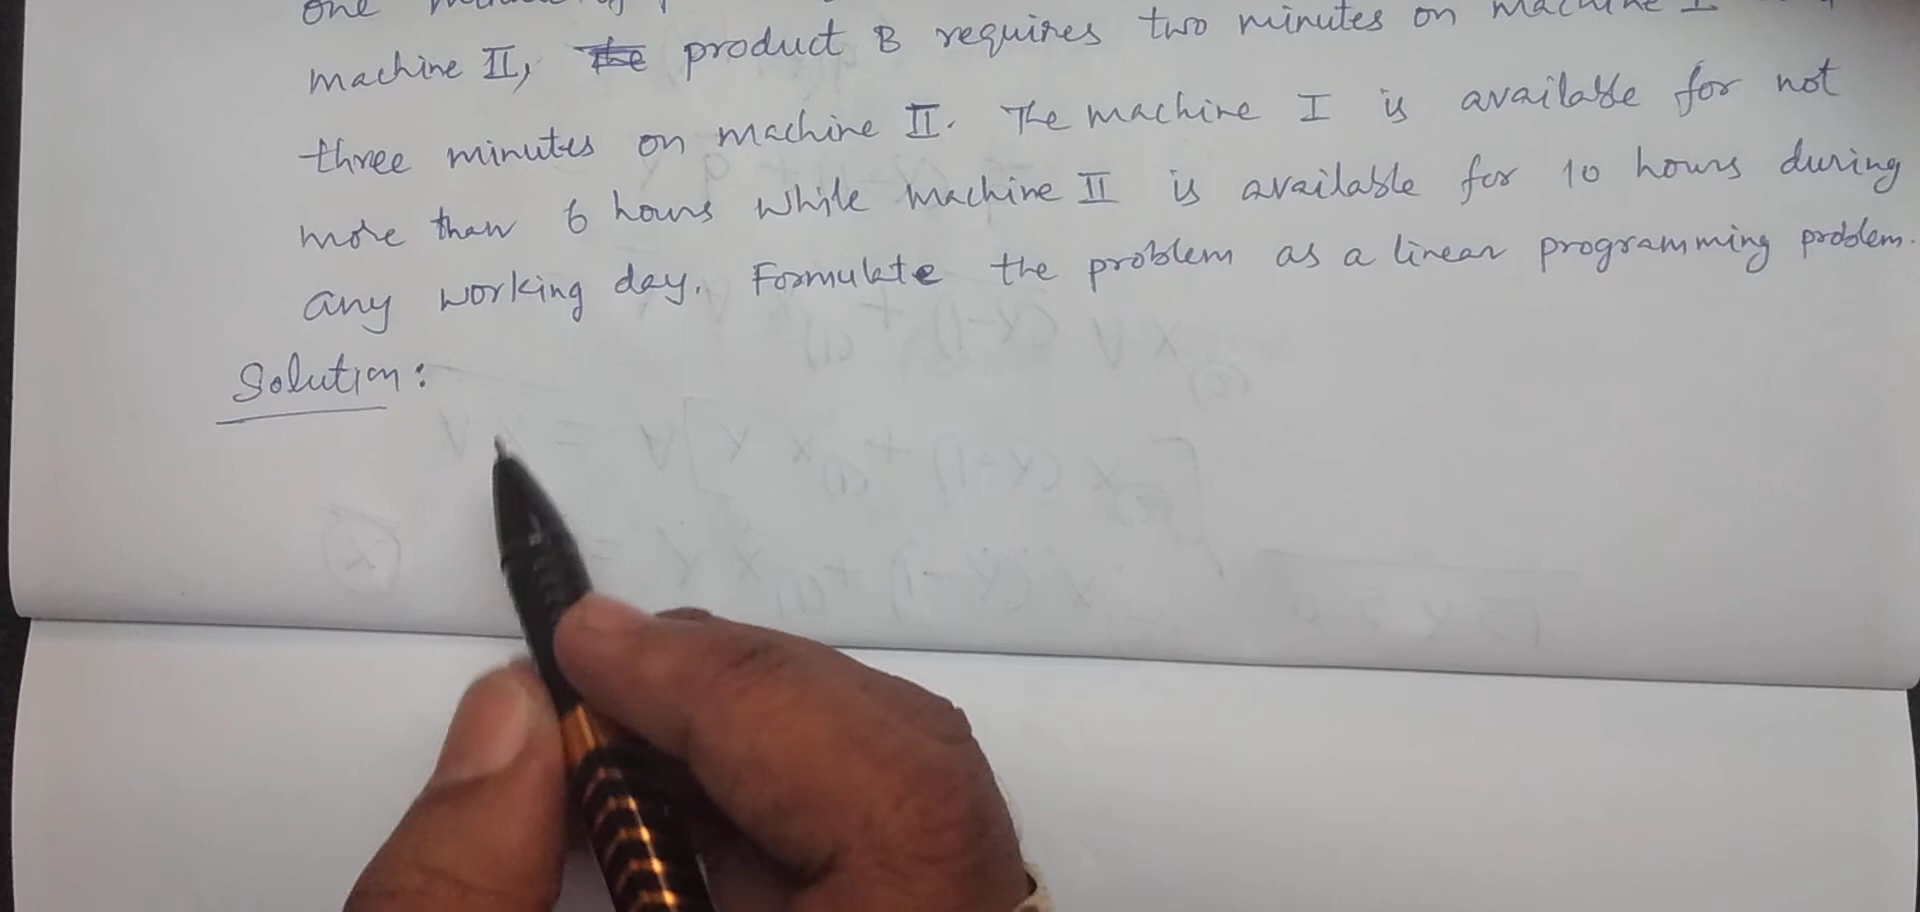 one
machine II, the product B requires two minutes on machine I
three minutes on machine II. The machine I is available for not
more than 6 hours while machine II is available for 10 hours during
any working day. Formulate the problem as a linear programming problem.
Solution: